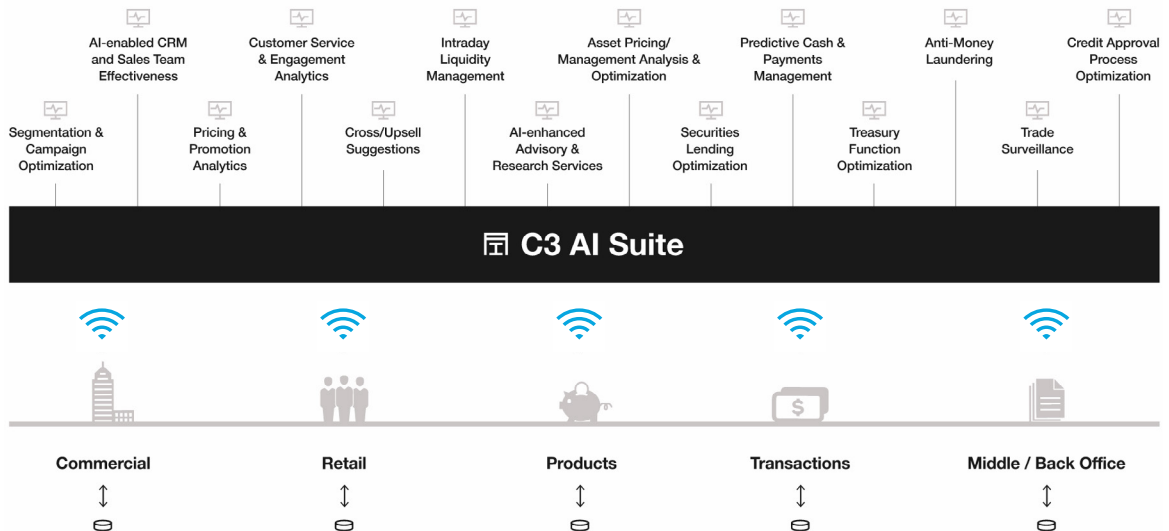 AI-enabled CRM
and Sales Team
Effectiveness
Customer Service
& Engagement
Analytics
Intraday
Liquidity
Management
Asset Pricing/
Management Analysis &
Optimization
Predictive Cash &
Payments
Management
Anti-Money
Laundering
Credit Approval
Process
Optimization
Segmentation &
Campaign
Optimization
Pricing &
Promotion
Analytics
Cross/Upsell
Suggestions
AI-enhanced
Advisory &
Research Services
Securities
Lending
Optimization
Treasury
Function
Optimization
Trade
Surveillance
C3 AI Suite
$
Commercial
Retail
Products
Transactions
Middle / Back Office